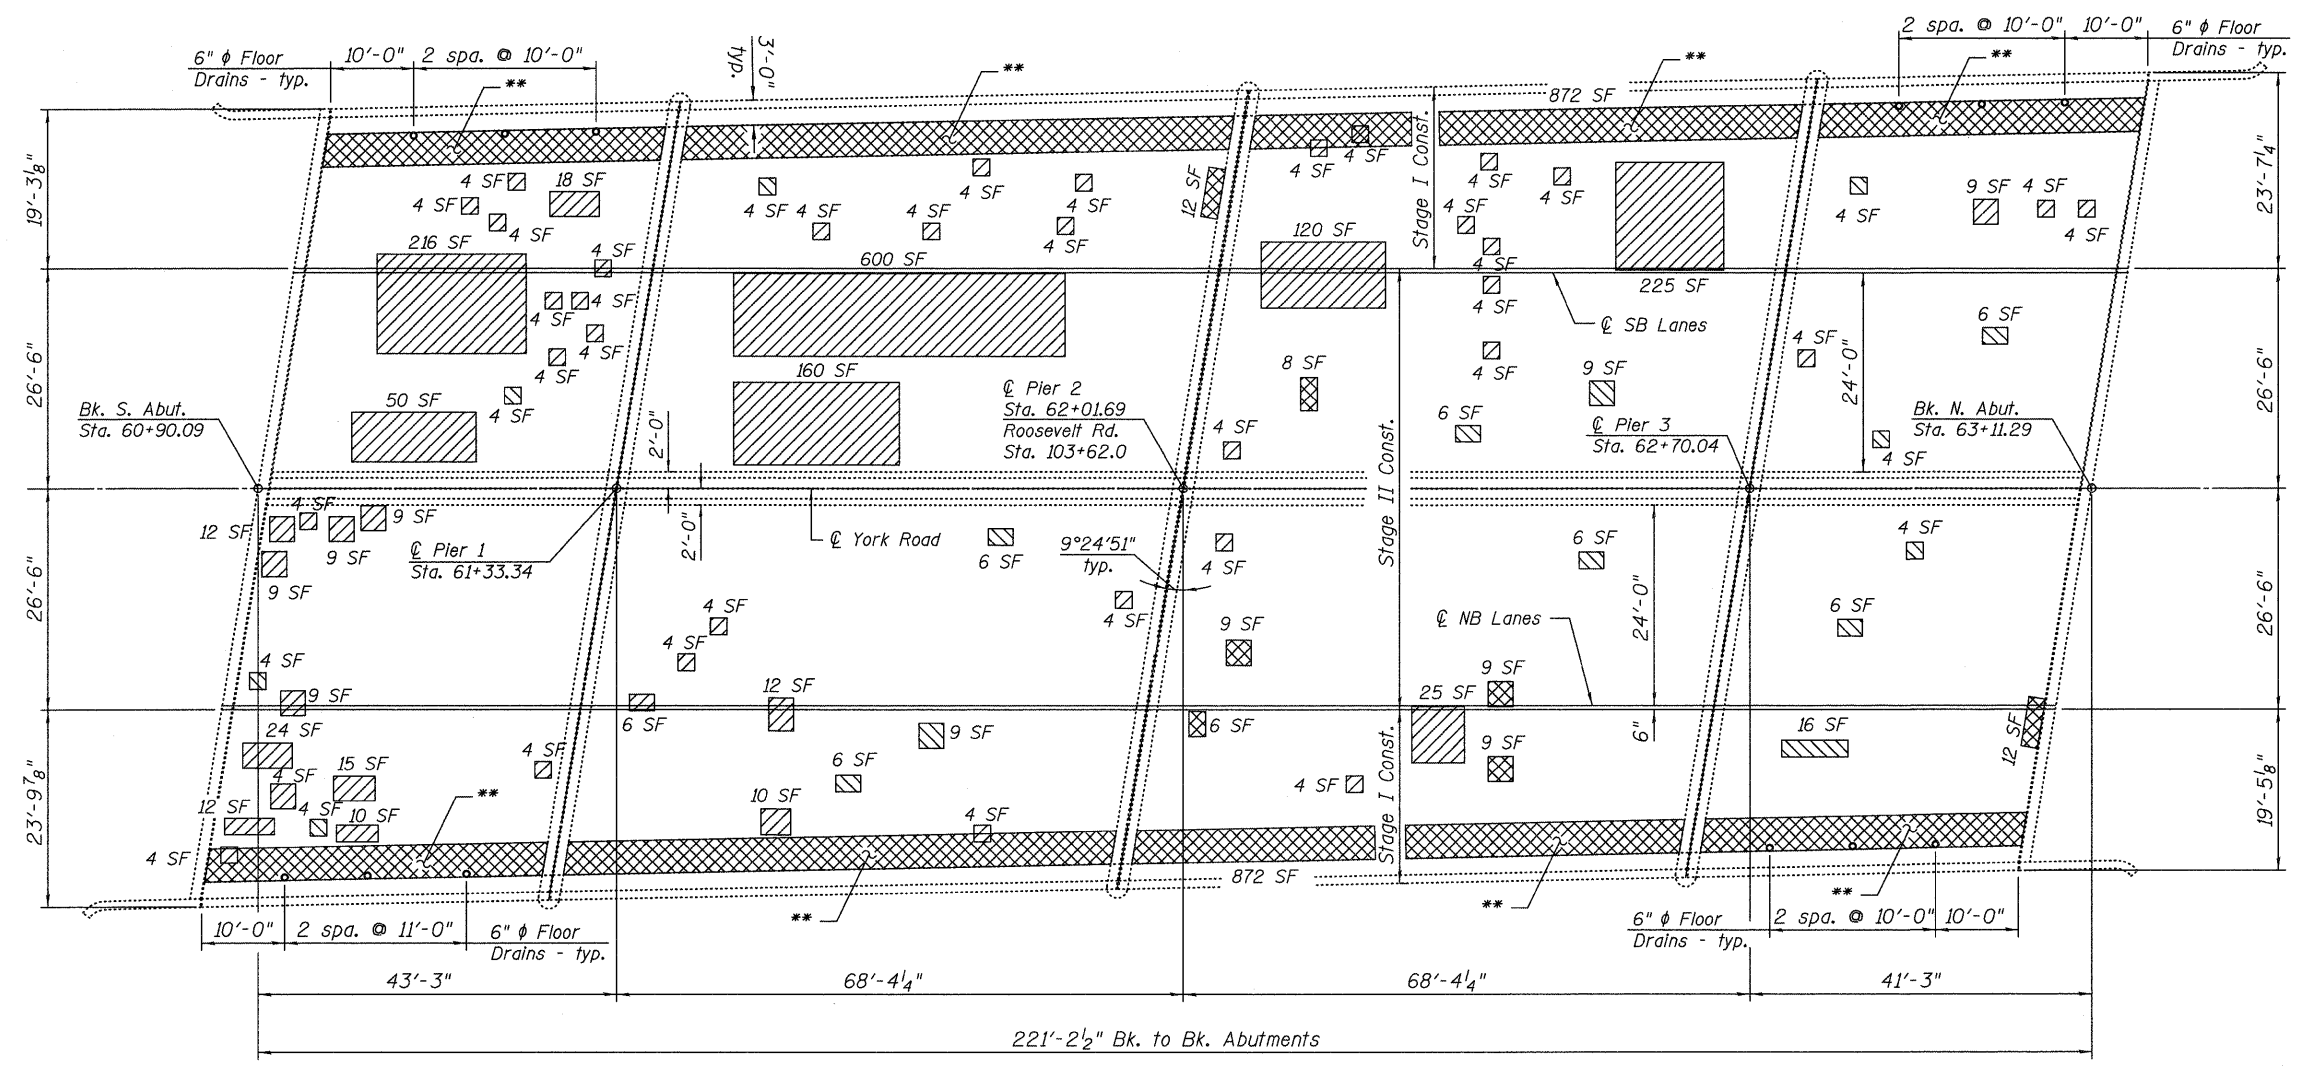 6" ϕ Floor
Drains - typ.
10'-0"
2 spa. @ 10'-0"
**
3'-0"
typ.
**
**
872 SF
2 spa. @ 10'-0"
10'-0"
**
6" ϕ Floor
Drains - typ.
19'-3⅛"
26'-6"
26'-6"
23'-9⅞"
23'-7¼"
26'-6"
26'-6"
19'-5⅛"
4 SF
18 SF
4 SF
4 SF
216 SF
4 SF
4 SF
4 SF
4 SF
4 SF
4 SF
50 SF
4 SF
4 SF
4 SF
4 SF
4 SF
4 SF
12 SF
600 SF
160 SF
4 SF
4 SF
120 SF
Stage I Const.
4 SF
4 SF
4 SF
4 SF
4 SF
4 SF
225 SF
4 SF
9 SF
4 SF
4 SF
℄ SB Lanes
6 SF
4 SF
24'-0"
8 SF
9 SF
6 SF
4 SF
4 SF
Bk. S. Abut.
Sta. 60+90.09
2'-0"
℄ Pier 2
Sta. 62+01.69
Roosevelt Rd.
Sta. 103+62.0
Stage II Const.
℄ Pier 3
Sta. 62+70.04
Bk. N. Abut.
Sta. 63+11.29
12 SF
4 SF
9 SF
9 SF
9 SF
℄ Pier 1
Sta. 61+33.34
2'-0"
℄ York Road
6 SF
9°24'51"
typ.
4 SF
6 SF
4 SF
4 SF
4 SF
4 SF
9 SF
℄ NB Lanes
24'-0"
6 SF
4 SF
9 SF
6 SF
12 SF
9 SF
25 SF
9 SF
6 SF
6"
16 SF
12 SF
24 SF
4 SF
15 SF
4 SF
6 SF
9 SF
4 SF
12 SF
4 SF
10 SF
10 SF
4 SF
4 SF
Stage I Const.
**
872 SF
**
**
**
10'-0"
2 spa. @ 11'-0"
6" ϕ Floor
Drains - typ.
6" ϕ Floor
Drains - typ.
2 spa. @ 10'-0"
10'-0"
43'-3"
68'-4¼"
68'-4¼"
41'-3"
221'-2½" Bk. to Bk. Abutments